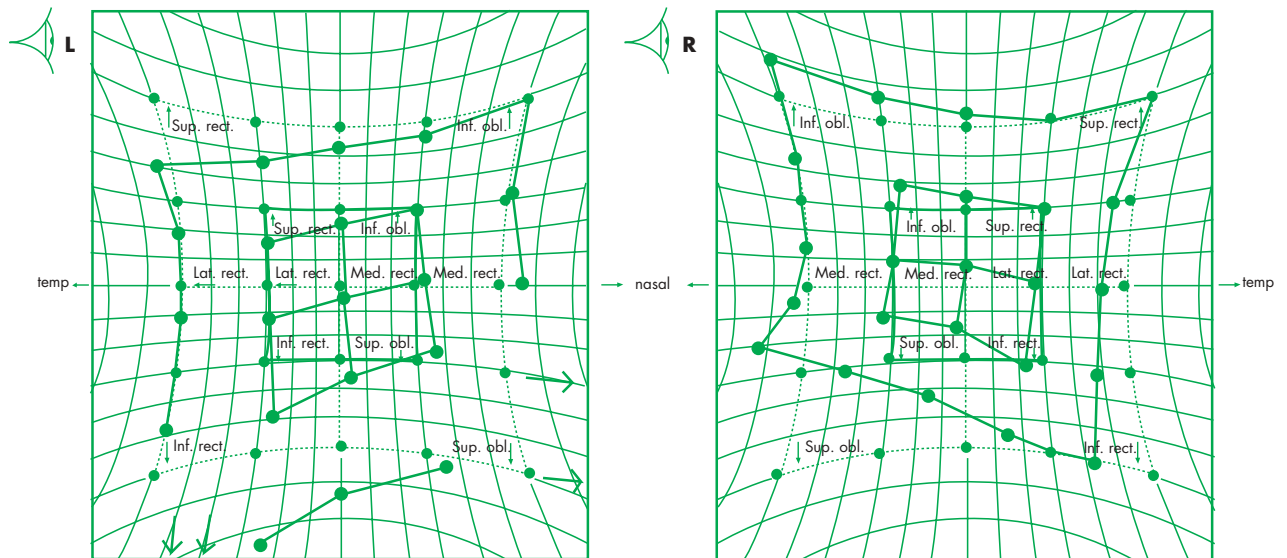 L
R
Sup. rect.
Inf. obl.
Inf. obl.
Sup. rect.
Sup. rect.
Inf. obl.
Inf. obl.
Sup. rect.
temp
Lat. rect.
Lat. rect.
Med. rect.
Med. rect.
nasal
Med. rect.
Med. rect.
Lat. rect.
Lat. rect.
temp
Inf. rect.
Sup. obl.
Sup. obl.
Inf. rect.
Inf. rect.
Sup. obl.
Sup. obl.
Inf. rect.